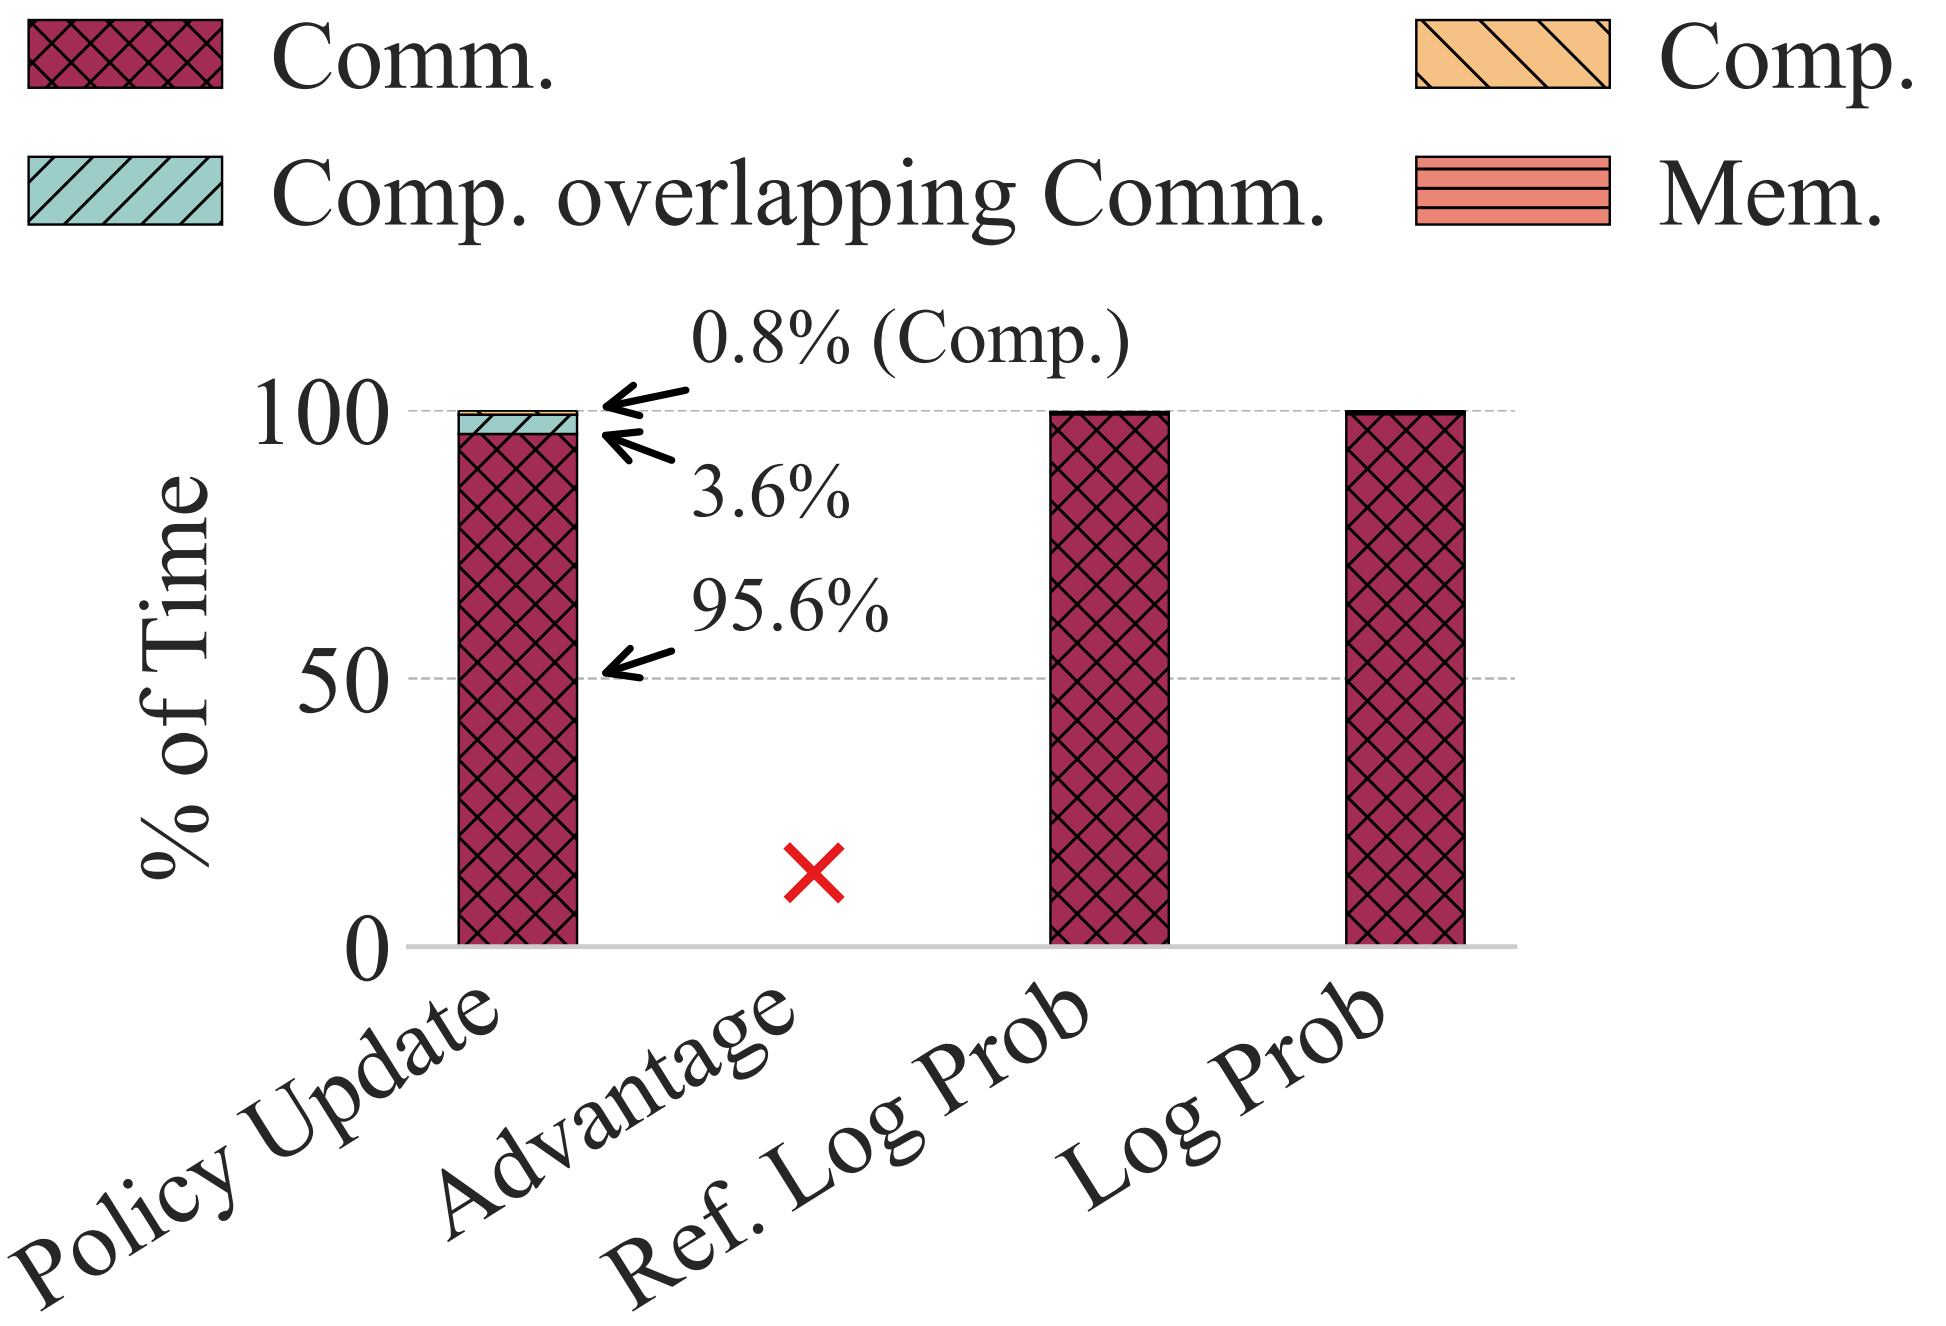 Comm.
Comp.
Comp. overlapping Comm.
Mem.
0.8% (Comp.)
100
3.6%
95.6%
50
0
% of Time
Policy Update
Advantage
Ref. Log Prob
Log Prob